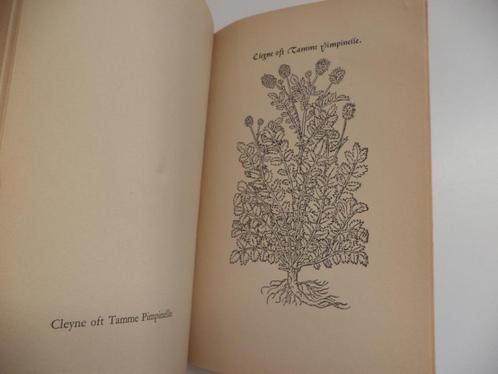 Cleyne oft Tamme Pimpinelle
Cleyne oft Tamme Pimpinelle.